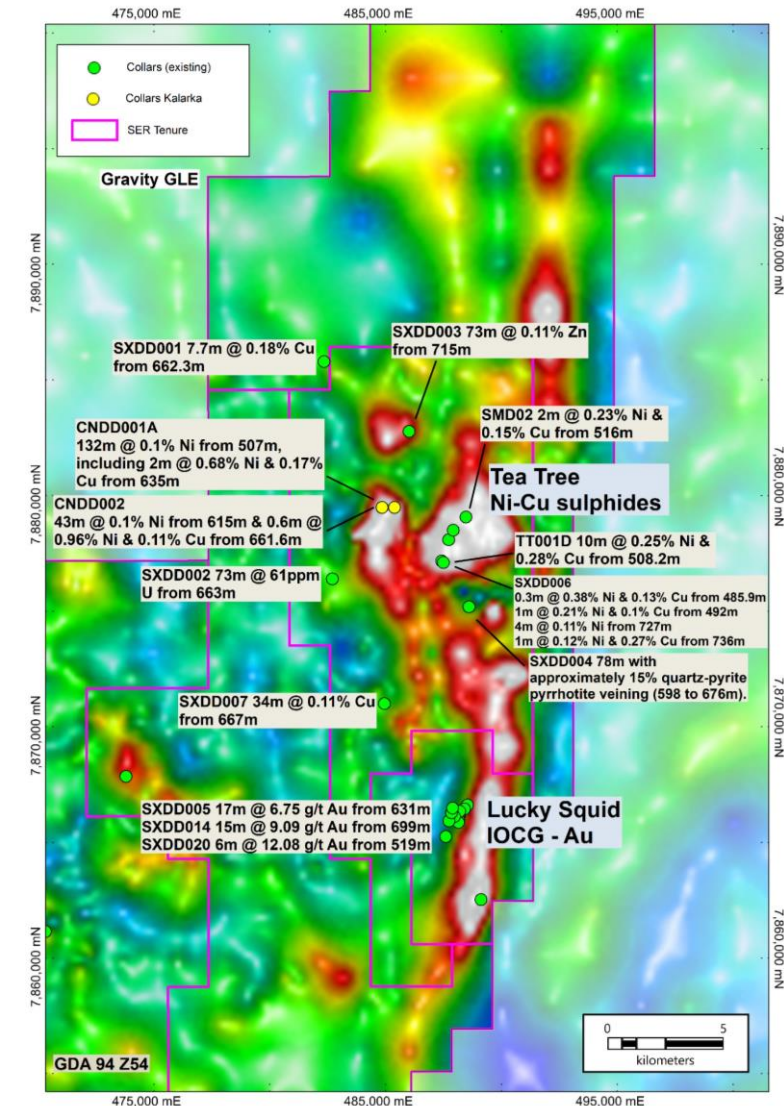 475,000 mE
485,000 mE
495,000 mE
Collars (existing)
Collars Kalarka
SER Tenure
Gravity GLE
7,890,000 mN
7,890,000 mN
SXDD003 73m @ 0.11% Zn
from 715m
SXDD001 7.7m @ 0.18% Cu
from 662.3m
SMD02 2m @ 0.23% Ni &
0.15% Cu from 516m
CNDD001A
132m @ 0.1% Ni from 507m,
including 2m @ 0.68% Ni & 0.17%
Cu from 635m
Tea Tree
Ni-Cu sulphides
7,880,000 mN
7,880,000 mN
CNDD002
43m @ 0.1% Ni from 615m & 0.6m @
0.96% Ni & 0.11% Cu from 661.6m
TT001D 10m @ 0.25% Ni &
0.28% Cu from 508.2m
SXDD002 73m @ 61ppm
U from 663m
SXDD006
0.3m @ 0.38% Ni & 0.13% Cu from 485.9m
1m @ 0.21% Ni & 0.1% Cu from 492m
4m @ 0.11% Ni from 727m
1m @ 0.12% Ni & 0.27% Cu from 736m
SXDD004 78m with
approximately 15% quartz-pyrite
pyrrhotite veining (598 to 676m).
SXDD007 34m @ 0.11% Cu
from 667m
7,870,000 mN
7,870,000 mN
SXDD005 17m @ 6.75 g/t Au from 631m
SXDD014 15m @ 9.09 g/t Au from 699m
SXDD020 6m @ 12.08 g/t Au from 519m
Lucky Squid
IOCG - Au
7,860,000 mN
7,860,000 mN
0
5
kilometers
GDA 94 Z54
475,000 mE
485,000 mE
495,000 mE